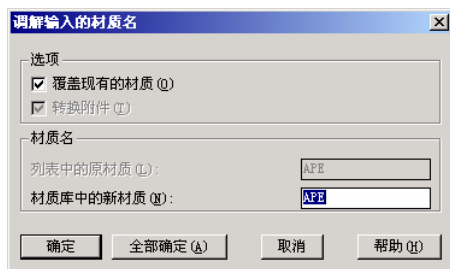 调解输入的材质名
选项
覆盖现有的材质(O)
转换附件(T)
材质名
列表中的原材质(L): APE
材质库中的新材质(N): APE
确定 全部确定(A) 取消 帮助(H)